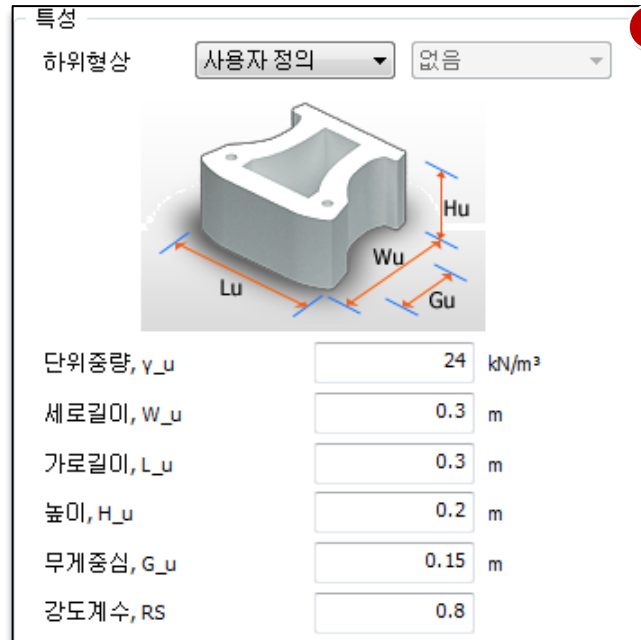 특성
하위형상 사용자 정의 없음
Hu
Wu
Lu
Gu
단위중량, γ_u 24 kN/m³
세로길이, W_u 0.3 m
가로길이, L_u 0.3 m
높이, H_u 0.2 m
무게중심, G_u 0.15 m
강도계수, RS 0.8